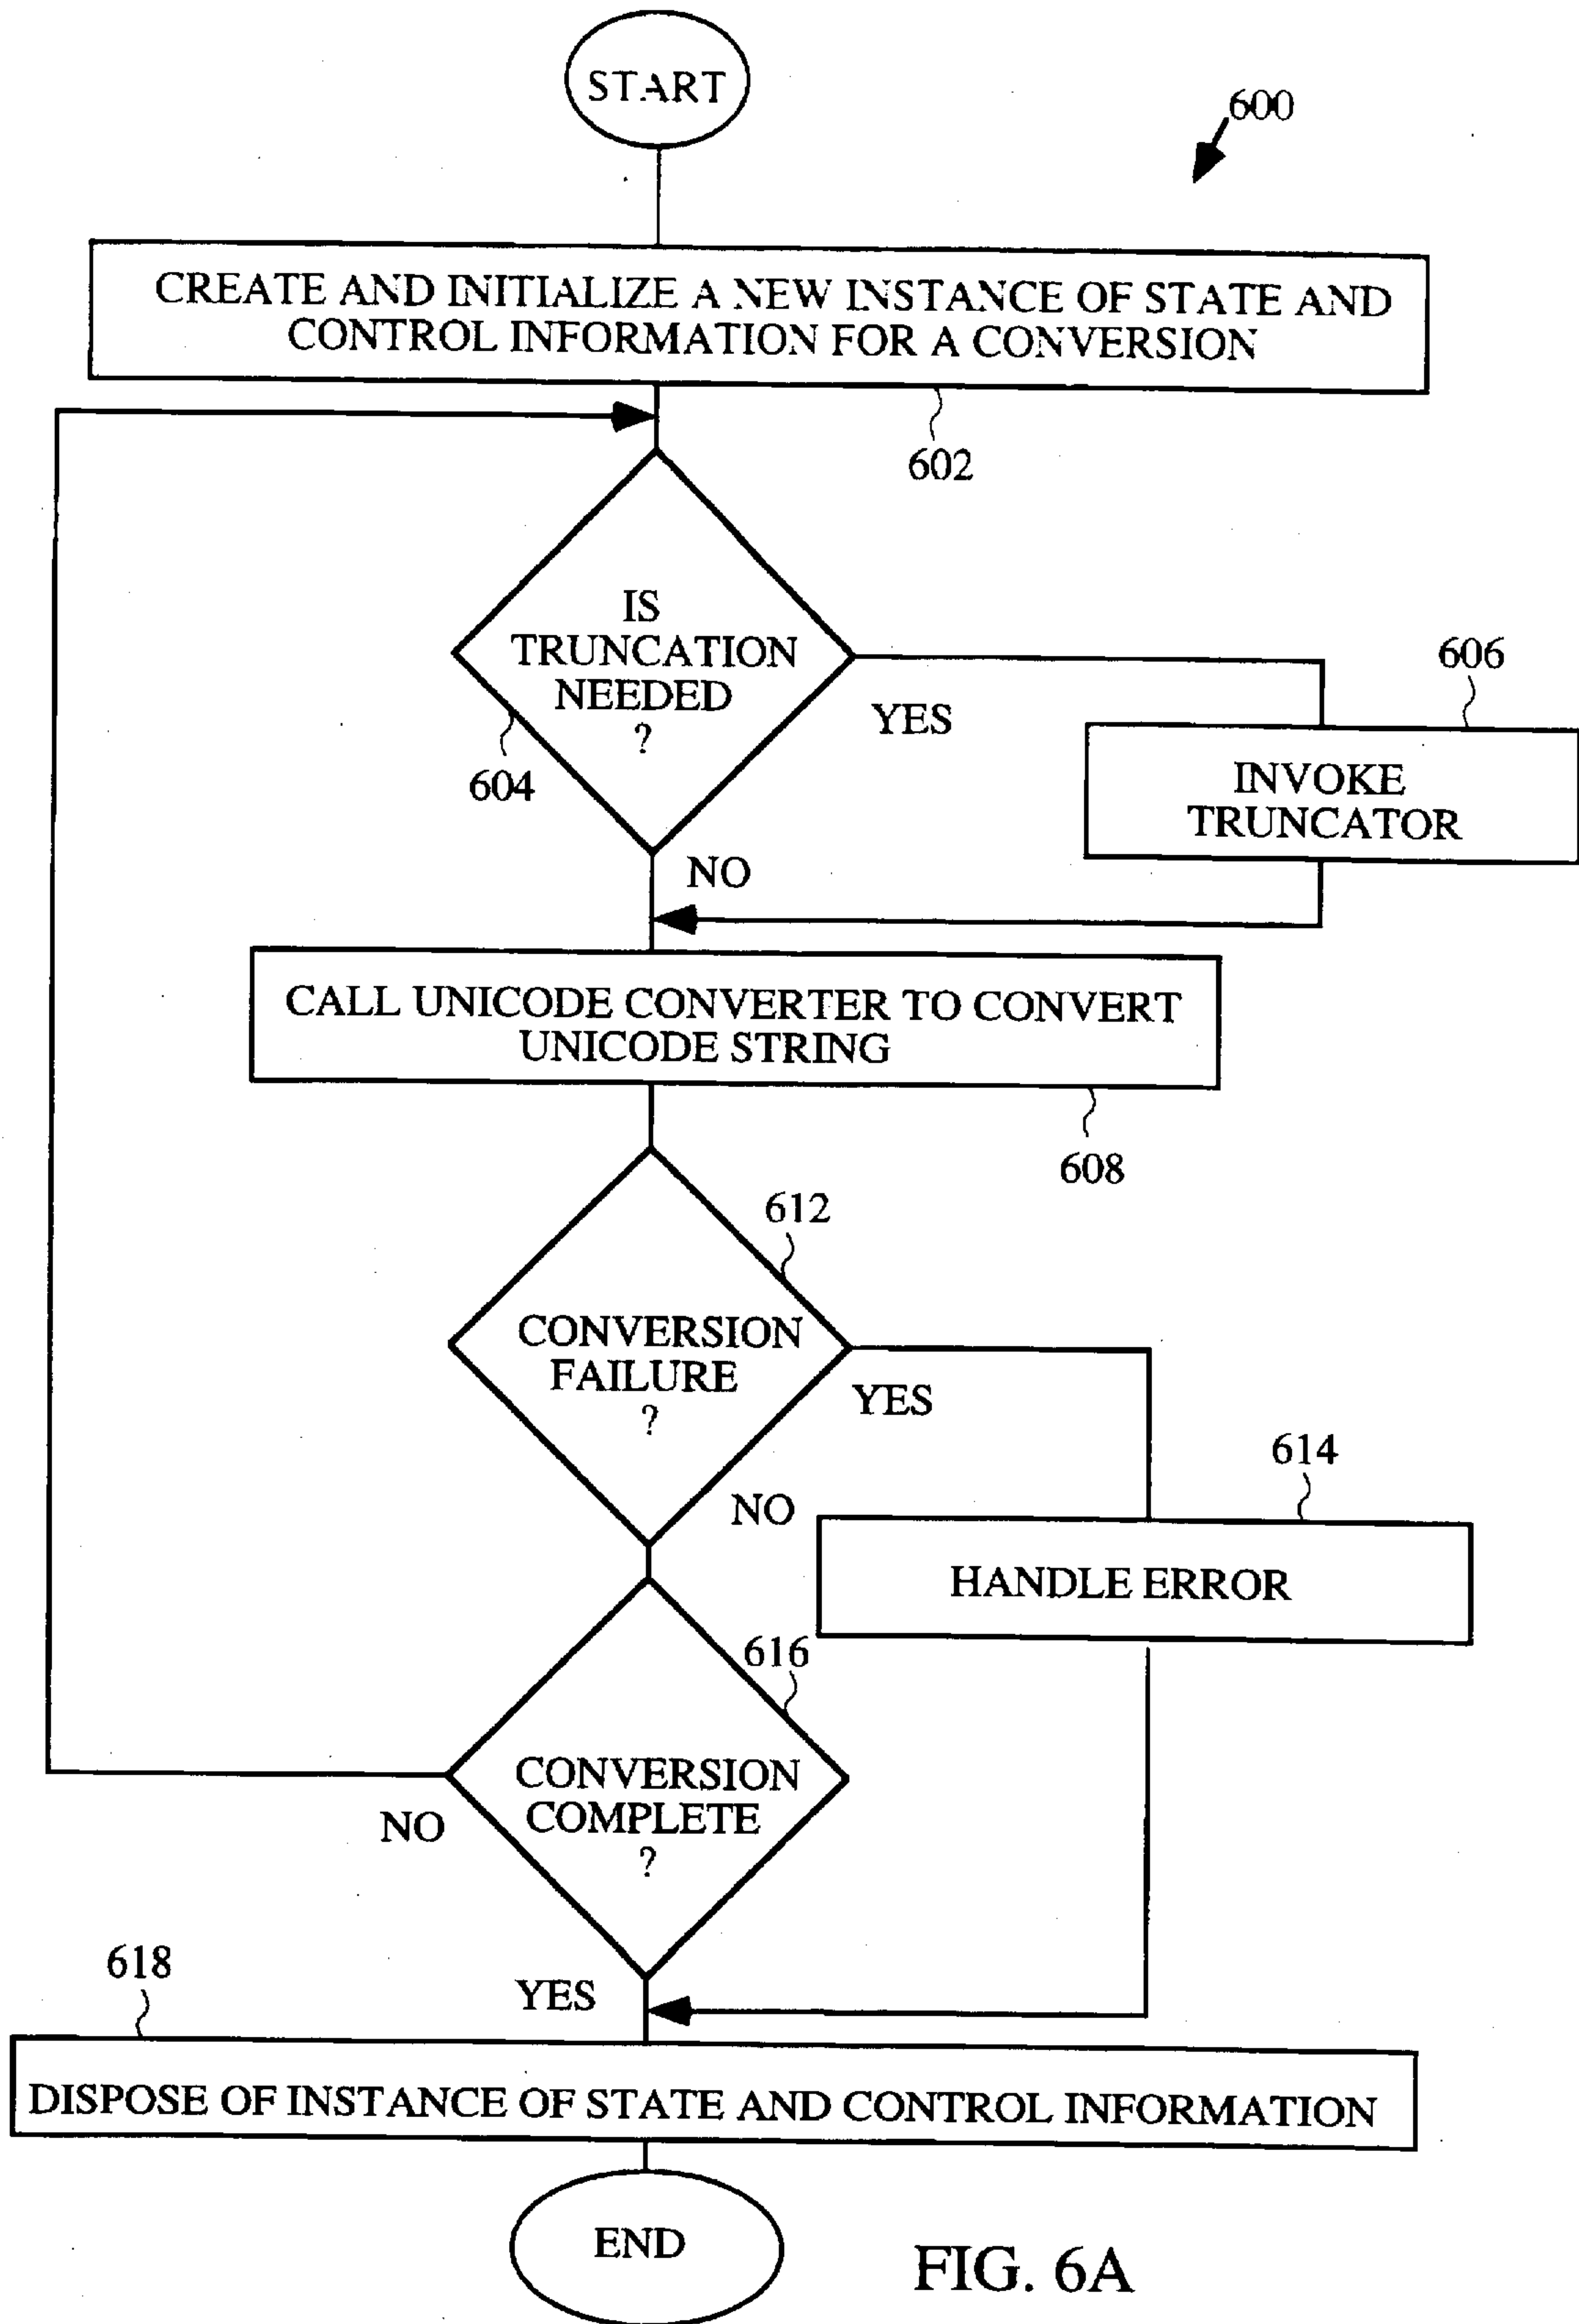 START
600
CREATE AND INITIALIZE A NEW INSTANCE OF STATE AND
CONTROL INFORMATION FOR A CONVERSION
602
IS
TRUNCATION
NEEDED
?
604
YES
606
INVOKE
TRUNCATOR
NO
CALL UNICODE CONVERTER TO CONVERT
UNICODE STRING
608
612
CONVERSION
FAILURE
?
YES
614
NO
HANDLE ERROR
616
CONVERSION
COMPLETE
?
NO
618
YES
DISPOSE OF INSTANCE OF STATE AND CONTROL INFORMATION
END
FIG. 6A